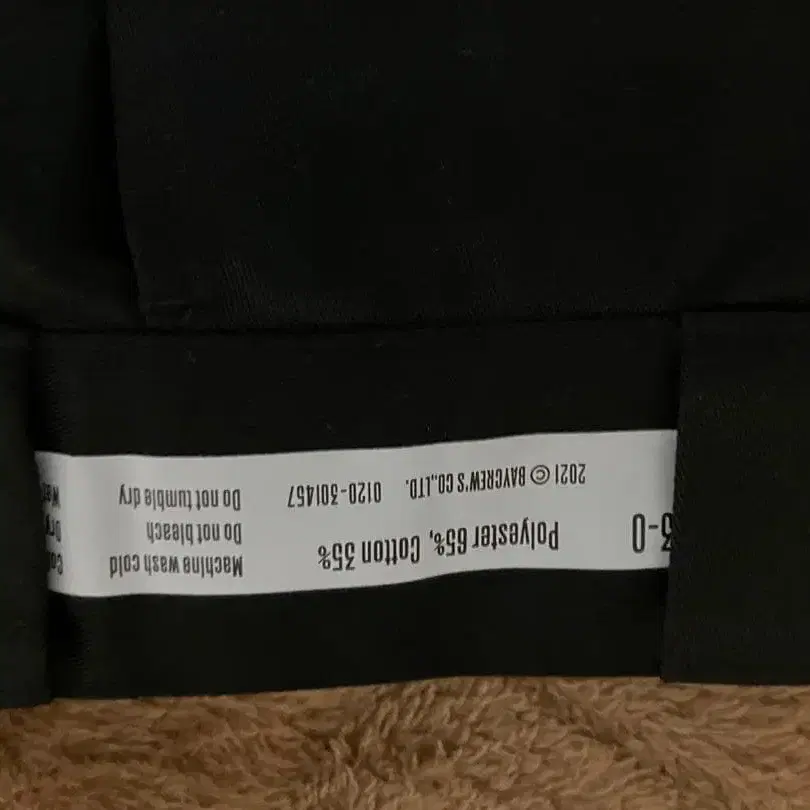 3-0
Polyester 65%, Cotton 35%
2021 © BAYCREW'S CO.,LTD. 0120-301457
Machine wash cold
Do not bleach
Do not tumble dry